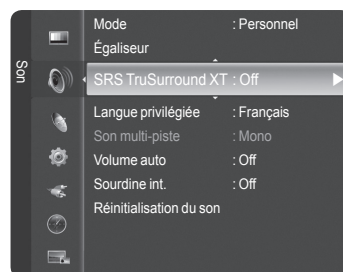 Son
Mode : Personnel
Égaliseur
SRS TruSurround XT : Off
Langue privilégiée : Français
Son multi-piste : Mono
Volume auto : Off
Sourdine int. : Off
Réinitialisation du son